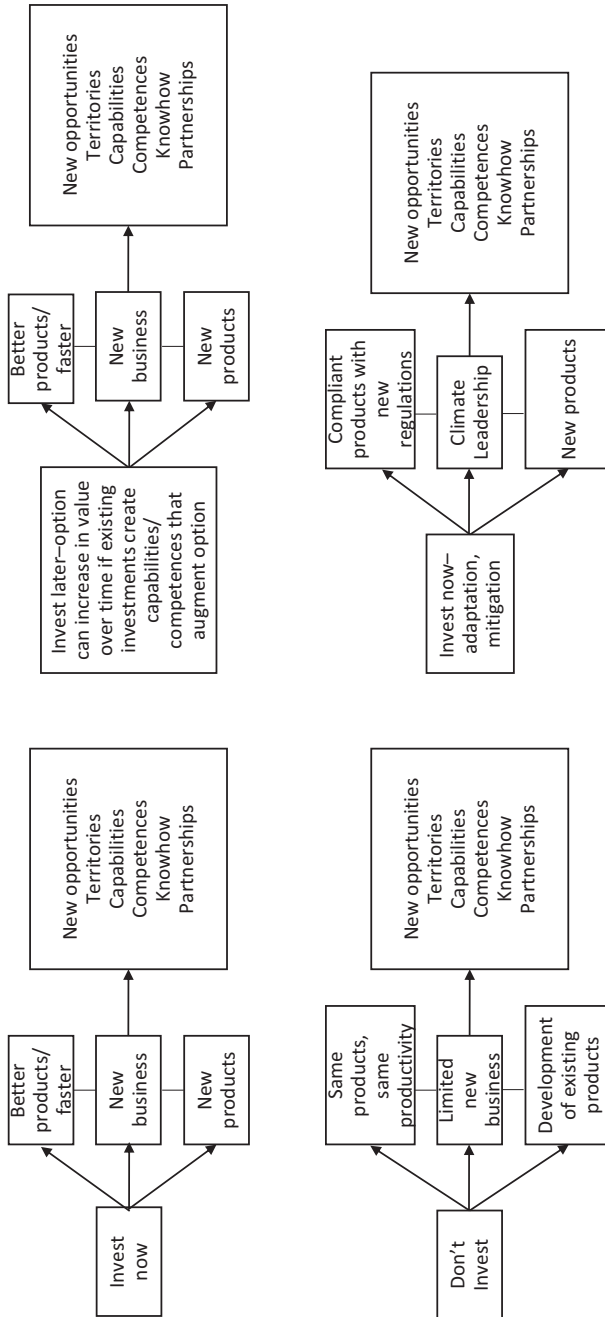 Invest
now
Better
products/
faster
New
business
New
products
New opportunities
Territories
Capabilities
Competences
Knowhow
Partnerships
Invest later–option
can increase in value
over time if existing
investments create
capabilities/
competences that
augment option
Better
products/
faster
New
business
New
products
New opportunities
Territories
Capabilities
Competences
Knowhow
Partnerships
Don't
Invest
Same
products,
same
productivity
Limited
new
business
Development
of existing
products
New opportunities
Territories
Capabilities
Competences
Knowhow
Partnerships
Invest now–
adaptation,
mitigation
Compliant
products with
new
regulations
Climate
Leadership
New products
New opportunities
Territories
Capabilities
Competences
Knowhow
Partnerships